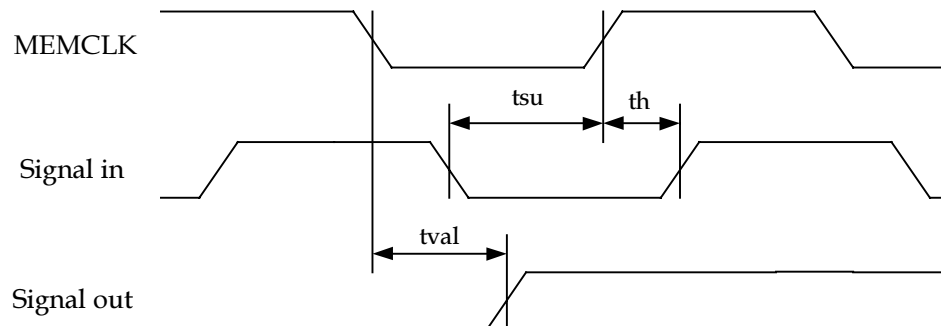 MEMCLK
tsu
th
Signal in
tval
Signal out